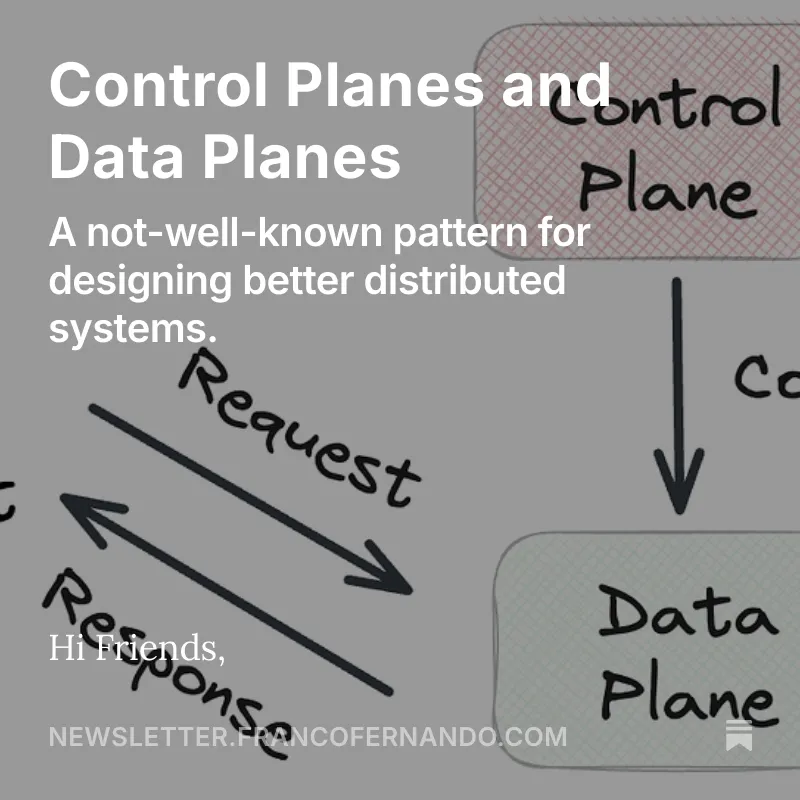 Control Planes and
Data Planes
A not-well-known pattern for
designing better distributed
systems.
Control
Plane
Request
Response
Data
Plane
Hi Friends,
NEWSLETTER.FRANCOFERNANDO.COM